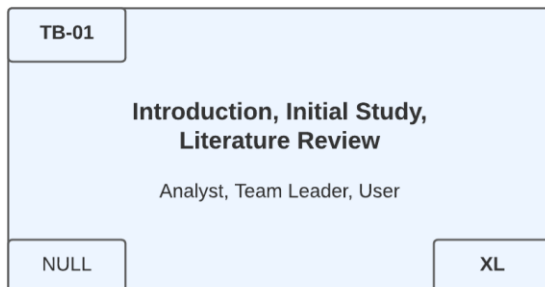 TB-01
Introduction, Initial Study,
Literature Review
Analyst, Team Leader, User
NULL
XL